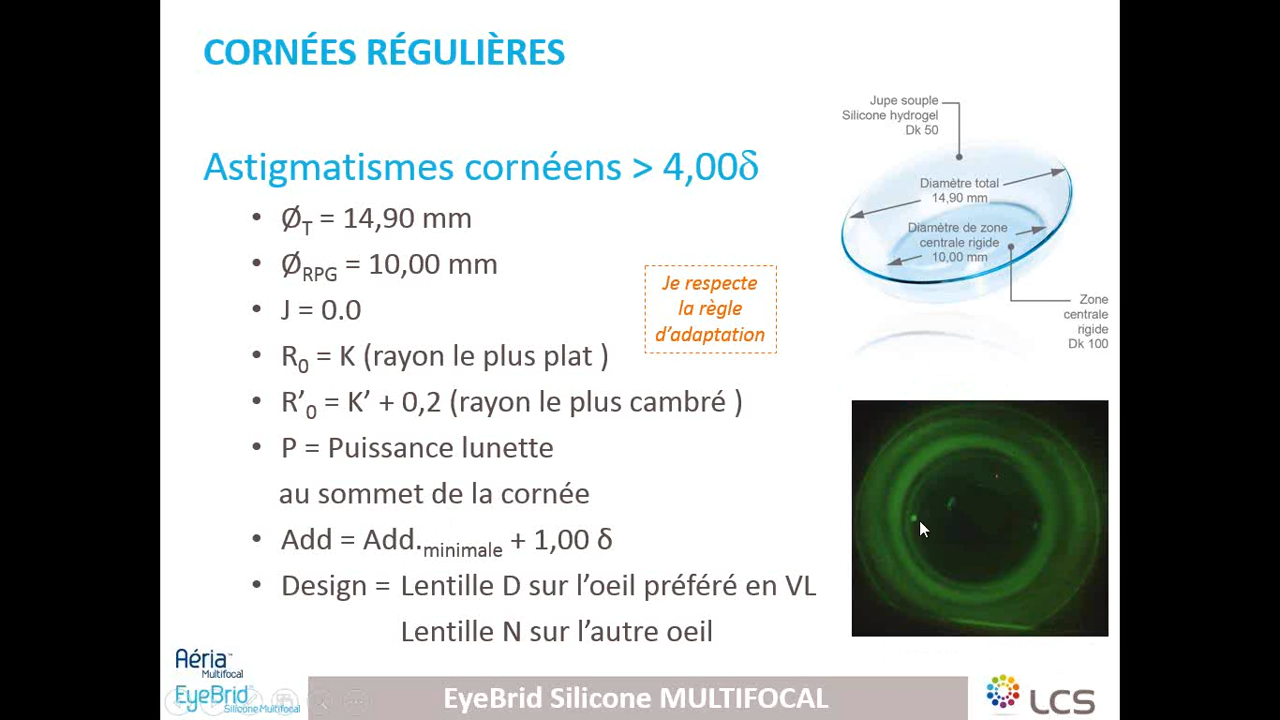 CORNÉES RÉGULIÈRES
Astigmatismes cornéens > 4,00δ
• Ø_T = 14,90 mm
• Ø_RPG = 10,00 mm
• J = 0.0
• R_0 = K (rayon le plus plat )
• R’_0 = K’ + 0,2 (rayon le plus cambré )
• P = Puissance lunette
au sommet de la cornée
• Add = Add._minimale + 1,00 δ
• Design = Lentille D sur l’oeil préféré en VL
Lentille N sur l’autre oeil
Je respecte
la règle
d’adaptation
Jupe souple
Silicone hydrogel
Dk 50
Diamètre total
14,90 mm
Diamètre de zone
centrale rigide
10,00 mm
Zone
centrale
rigide
Dk 100
Aéria™
Multifocal
EyeBrid
Silicone Multifocal
EyeBrid Silicone MULTIFOCAL
LCS